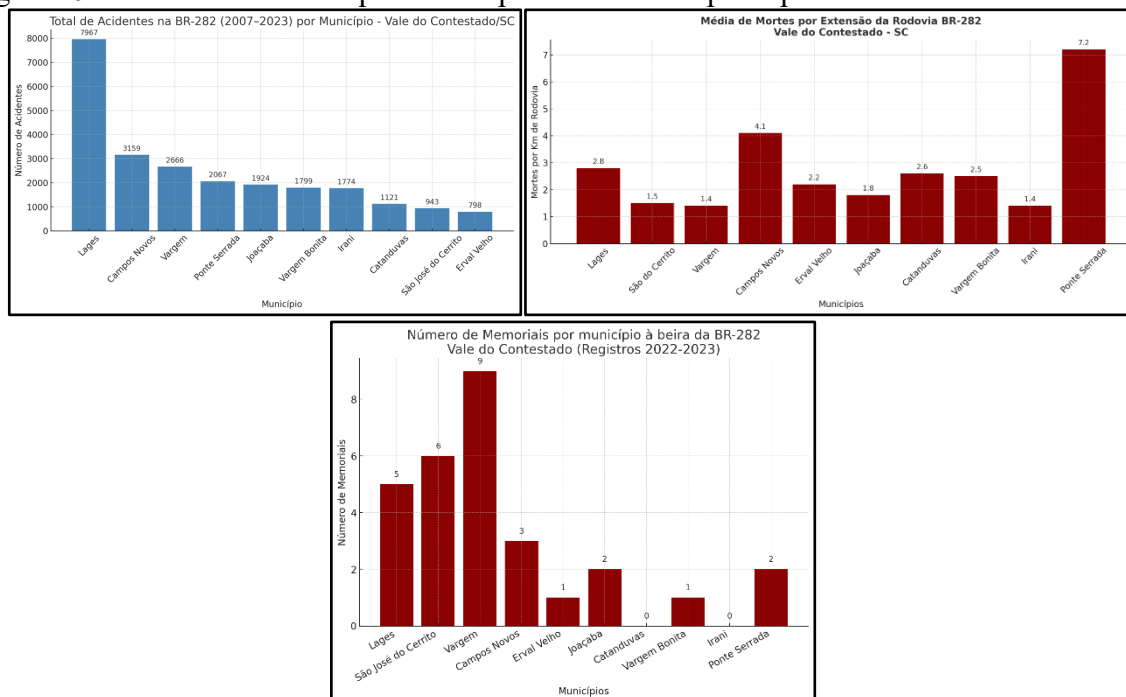 Total de Acidentes na BR-282 (2007–2023) por Município - Vale do Contestado/SC
Número de Acidentes
8000
7000
6000
5000
4000
3000
2000
1000
0
7967
3159
2666
2067
1924
1799
1774
1121
943
798
Lages
Campos Novos
Vargem
Ponte Serrada
Joaçaba
Vargem Bonita
Irani
Catanduvas
São José do Cerrito
Erval Velho
Município
Média de Mortes por Extensão da Rodovia BR-282
Vale do Contestado - SC
Mortes por Km de Rodovia
7
6
5
4
3
2
1
0
2.8
1.5
1.4
4.1
2.2
1.8
2.6
2.5
1.4
7.2
Lages
São do Cerrito
Vargem
Campos Novos
Erval Velho
Joaçaba
Catanduvas
Vargem Bonita
Irani
Ponte Serrada
Municípios
Número de Memoriais por município à beira da BR-282
Vale do Contestado (Registros 2022-2023)
Número de Memoriais
8
6
4
2
0
5
6
9
3
1
2
0
1
0
2
Lages
São José do Cerrito
Vargem
Campos Novos
Erval Velho
Joaçaba
Catanduvas
Vargem Bonita
Irani
Ponte Serrada
Municípios